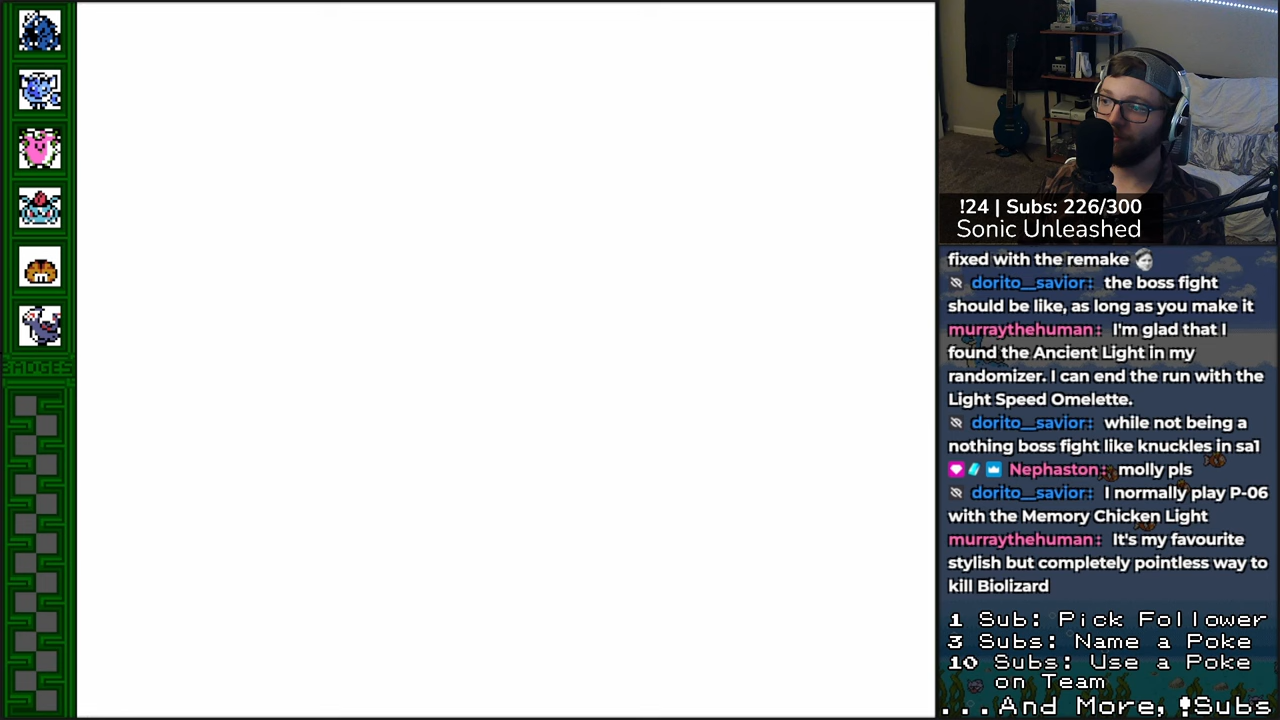 BADGES
!24 | Subs: 226/300
Sonic Unleashed
fixed with the remake
dorito__savior: the boss fight
should be like, as long as you make it
murraythehuman: I'm glad that I
found the Ancient Light in my
randomizer. I can end the run with the
Light Speed Omelette.
dorito__savior: while not being a
nothing boss fight like knuckles in sa1
Nephaston: molly pls
dorito__savior: I normally play P-06
with the Memory Chicken Light
murraythehuman: It's my favourite
stylish but completely pointless way to
kill Biolizard
1 Sub: Pick Follower
3 Subs: Name a Poke
10 Subs: Use a Poke
on Team
...And More, !Subs